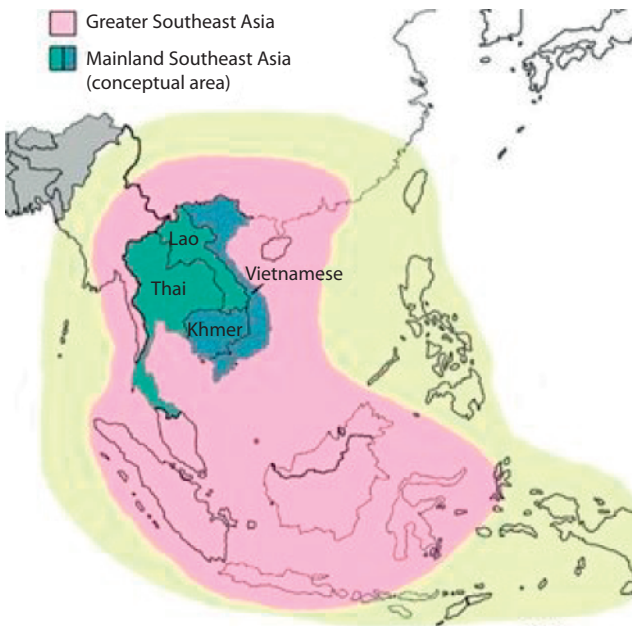 Greater Southeast Asia
Mainland Southeast Asia
(conceptual area)
Lao
Vietnamese
Thai
Khmer